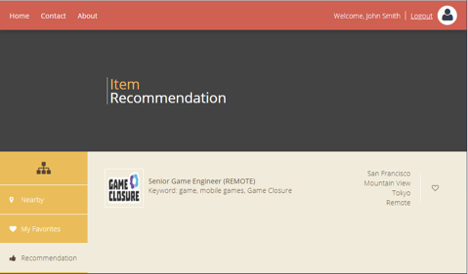 Home Contact About Welcome, John Smith | Logout
Item
Recommendation
Nearby
My Favorites
Recommendation
GAME
CLOSURE
Senior Game Engineer (REMOTE)
Keyword: game, mobile games, Game Closure
San Francisco
Mountain View
Tokyo
Remote